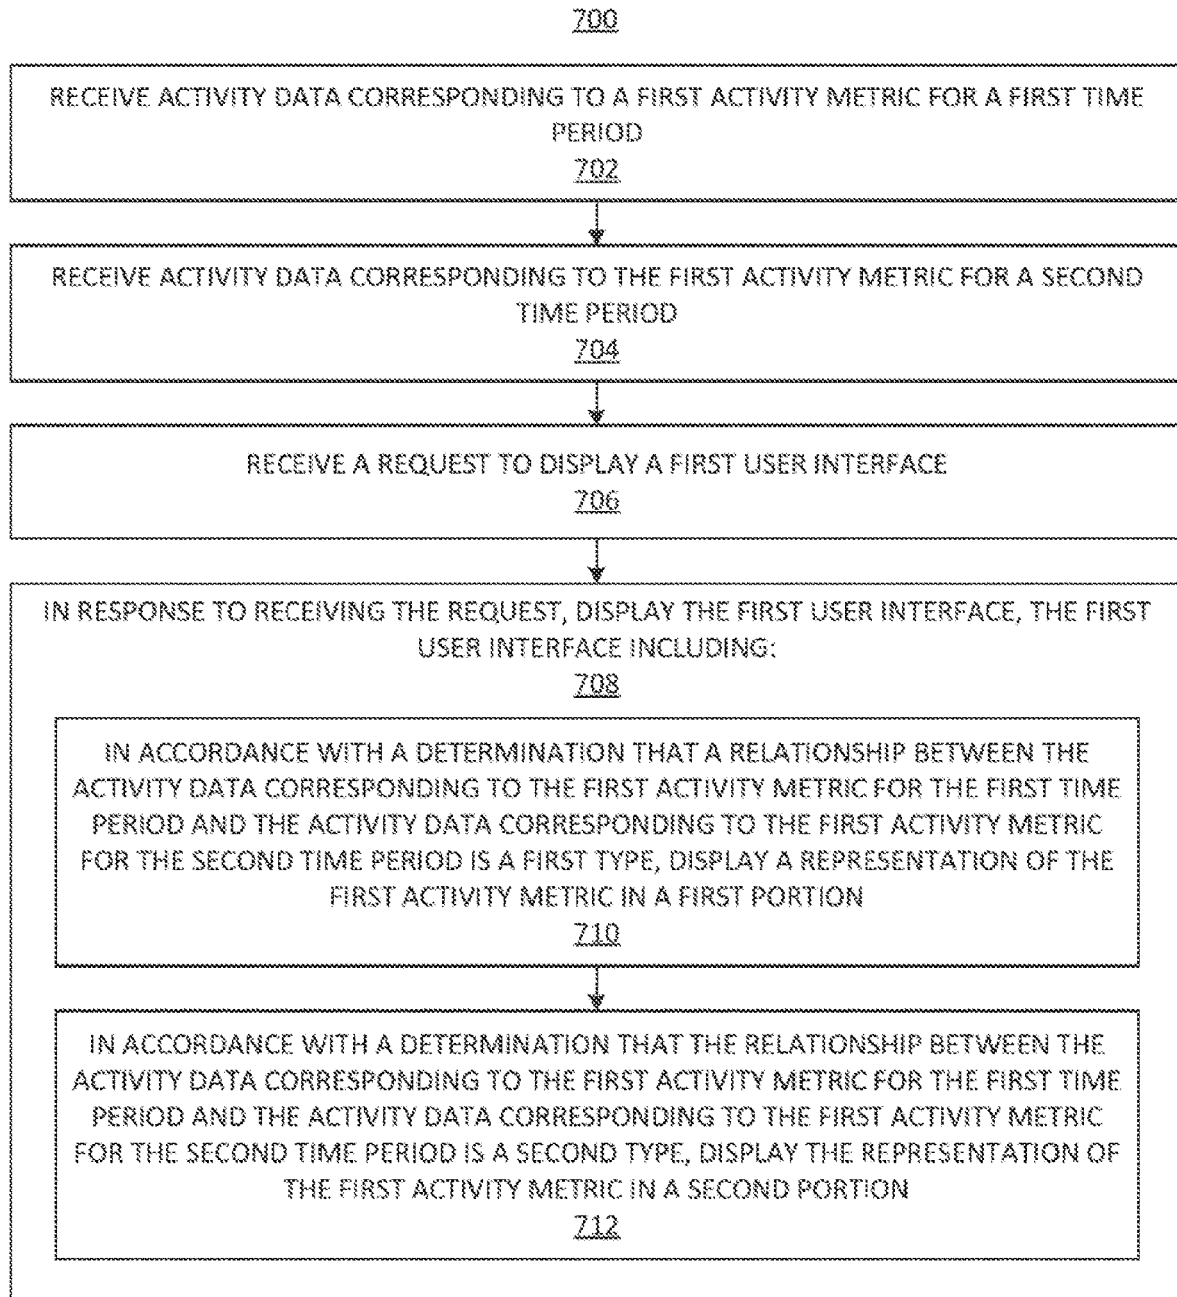 700
RECEIVE ACTIVITY DATA CORRESPONDING TO A FIRST ACTIVITY METRIC FOR A FIRST TIME
PERIOD
702
RECEIVE ACTIVITY DATA CORRESPONDING TO THE FIRST ACTIVITY METRIC FOR A SECOND
TIME PERIOD
704
RECEIVE A REQUEST TO DISPLAY A FIRST USER INTERFACE
706
IN RESPONSE TO RECEIVING THE REQUEST, DISPLAY THE FIRST USER INTERFACE, THE FIRST
USER INTERFACE INCLUDING:
708
IN ACCORDANCE WITH A DETERMINATION THAT A RELATIONSHIP BETWEEN THE
ACTIVITY DATA CORRESPONDING TO THE FIRST ACTIVITY METRIC FOR THE FIRST TIME
PERIOD AND THE ACTIVITY DATA CORRESPONDING TO THE FIRST ACTIVITY METRIC
FOR THE SECOND TIME PERIOD IS A FIRST TYPE, DISPLAY A REPRESENTATION OF THE
FIRST ACTIVITY METRIC IN A FIRST PORTION
710
IN ACCORDANCE WITH A DETERMINATION THAT THE RELATIONSHIP BETWEEN THE
ACTIVITY DATA CORRESPONDING TO THE FIRST ACTIVITY METRIC FOR THE FIRST TIME
PERIOD AND THE ACTIVITY DATA CORRESPONDING TO THE FIRST ACTIVITY METRIC
FOR THE SECOND TIME PERIOD IS A SECOND TYPE, DISPLAY THE REPRESENTATION OF
THE FIRST ACTIVITY METRIC IN A SECOND PORTION
712